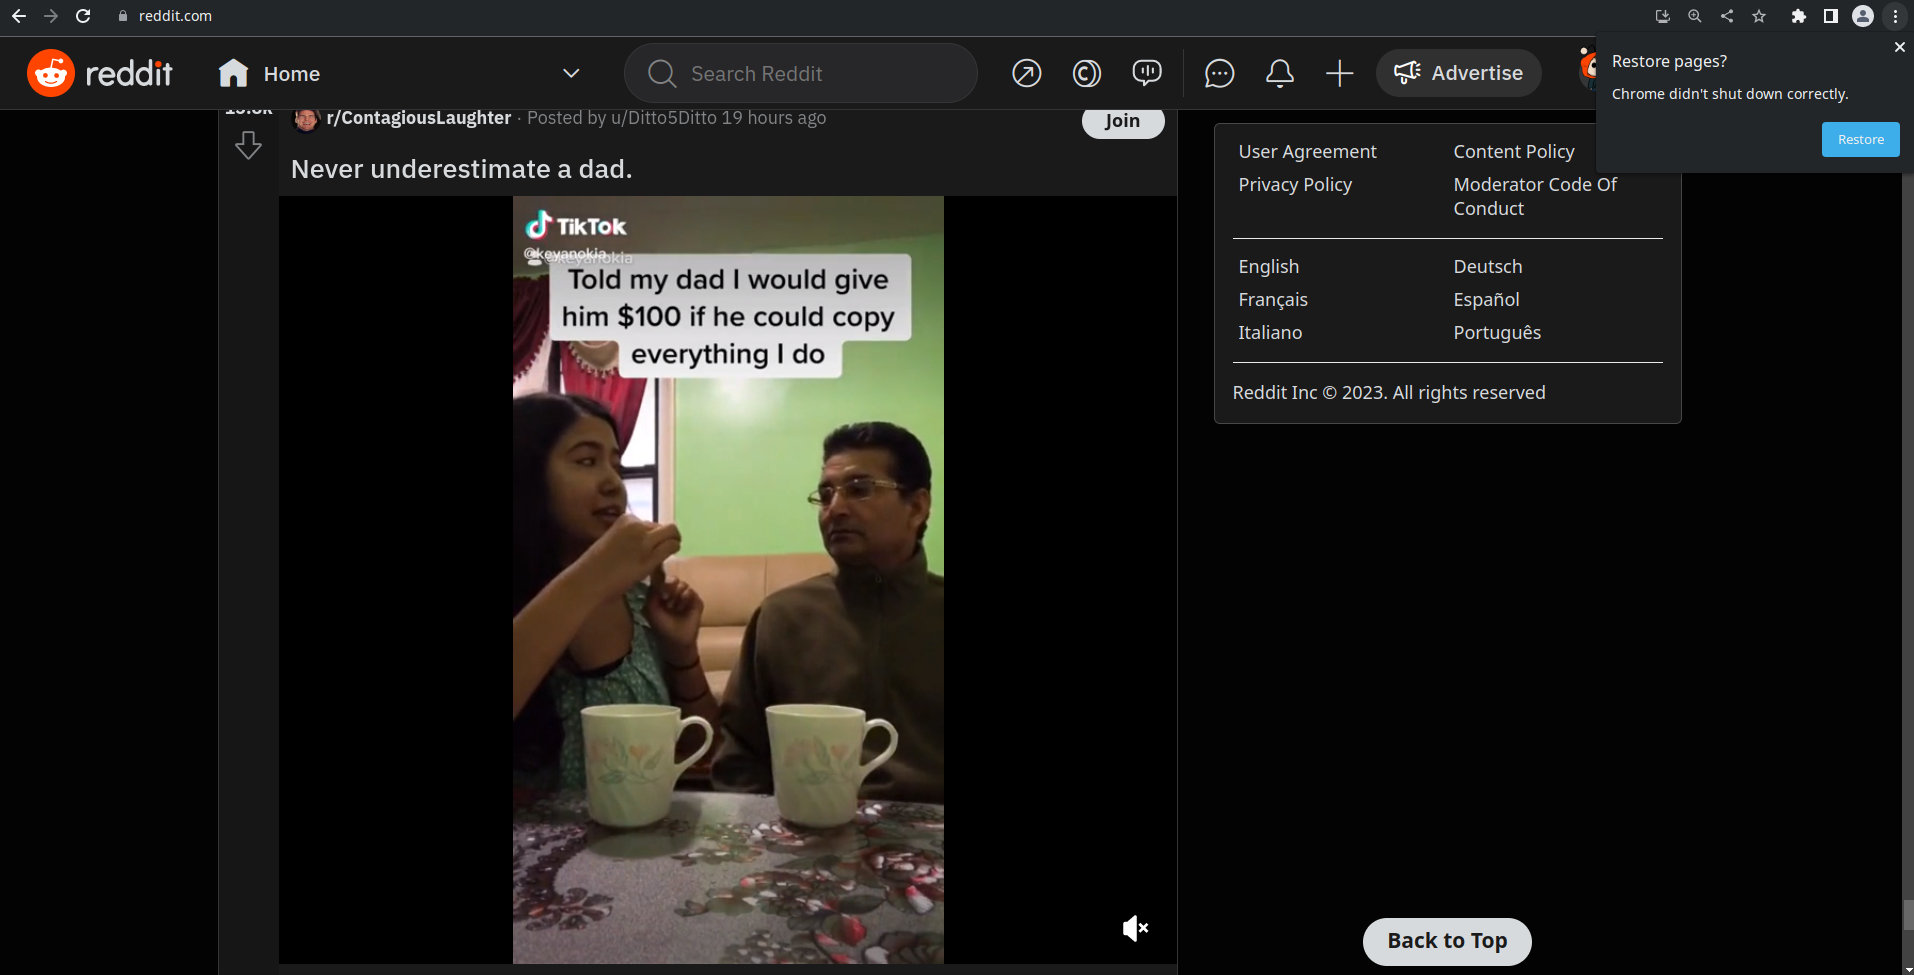 reddit.com
reddit
Home
Search Reddit
Advertise
Restore pages?
Chrome didn't shut down correctly.
Restore
r/ContagiousLaughter · Posted by u/Ditto5Ditto 19 hours ago
Join
Never underestimate a dad.
TikTok
@keyanokia
@keyanokia
Told my dad I would give
him $100 if he could copy
everything I do
User Agreement
Content Policy
Privacy Policy
Moderator Code Of
Conduct
English
Deutsch
Français
Español
Italiano
Português
Reddit Inc © 2023. All rights reserved
Back to Top